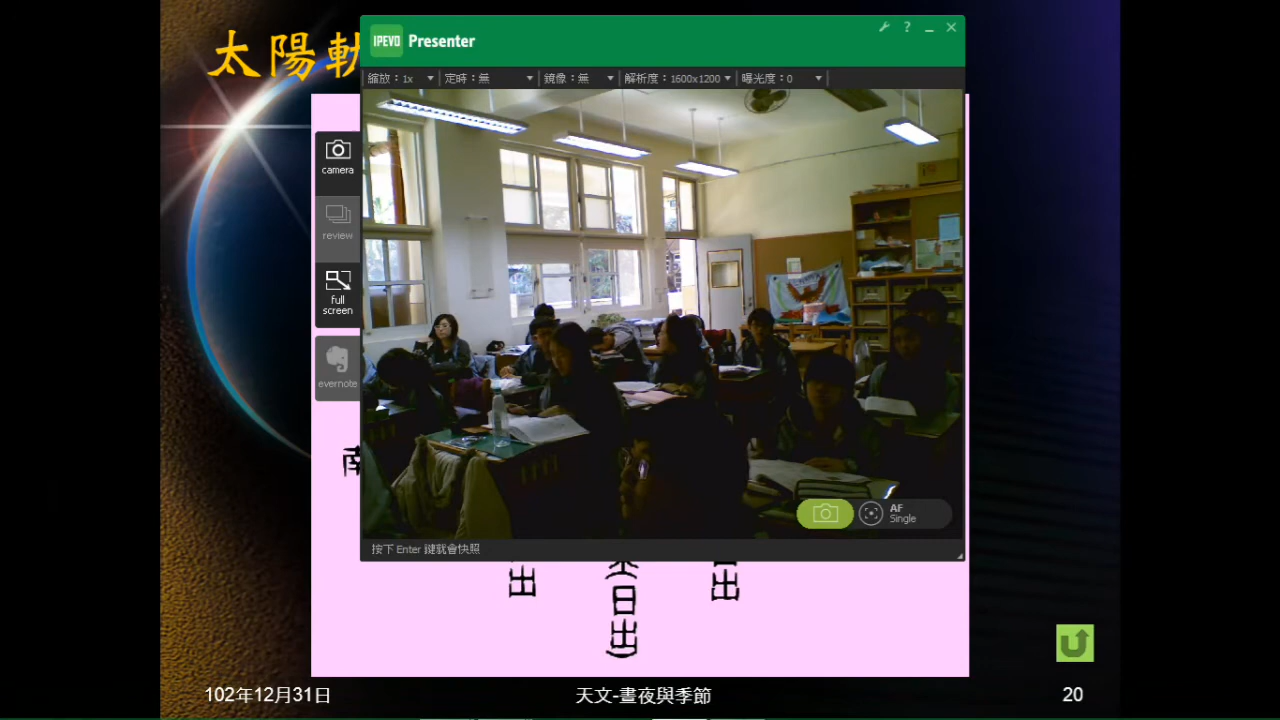 太陽軌
IPEVO Presenter
?
縮放：1x 定時：無 鏡像：無 解析度：1600x1200 曝光度：0
camera
review
full
screen
evernote
AF
Single
按下 Enter 鍵就會快照
南
出
(日出)
出
102年12月31日
天文-晝夜與季節
20